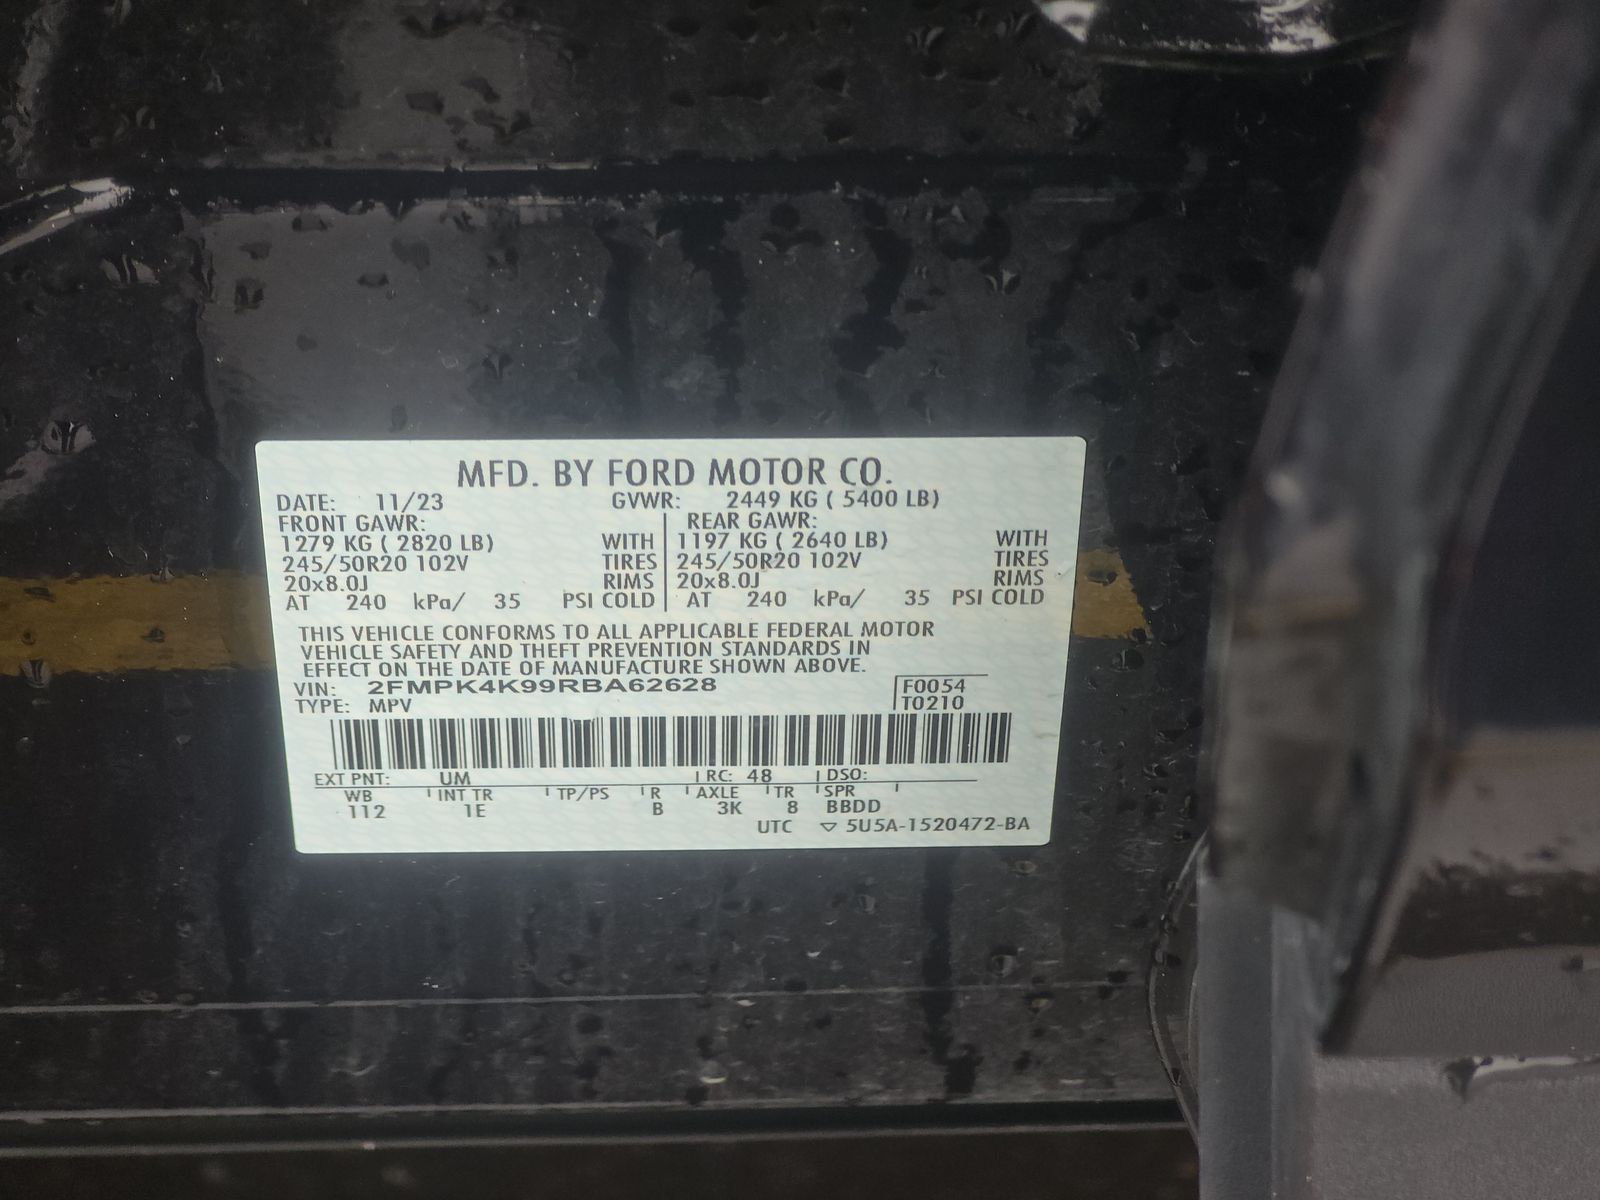 MFD. BY FORD MOTOR CO.
DATE: 11/23 GVWR: 2449 KG ( 5400 LB)
FRONT GAWR: REAR GAWR:
1279 KG ( 2820 LB) WITH 1197 KG ( 2640 LB) WITH
245/50R20 102V TIRES 245/50R20 102V TIRES
20x8.0J RIMS 20x8.0J RIMS
AT 240 kPa/ 35 PSI COLD AT 240 kPa/ 35 PSI COLD
THIS VEHICLE CONFORMS TO ALL APPLICABLE FEDERAL MOTOR
VEHICLE SAFETY AND THEFT PREVENTION STANDARDS IN
EFFECT ON THE DATE OF MANUFACTURE SHOWN ABOVE.
VIN: 2FMPK4K99RBA62628 F0054
TYPE: MPV T0210
EXT PNT: UM RC: 48 DSO:
WB INT TR TP/PS R AXLE TR SPR
112 1E B 3K 8 BBDD
UTC ▽ 5U5A-1520472-BA